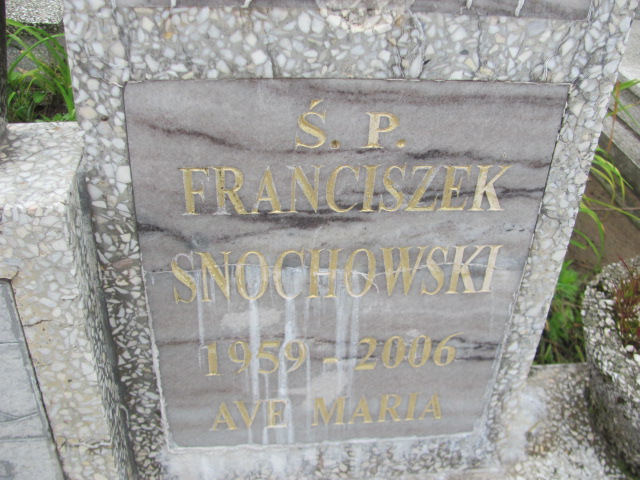 Ś. P.
FRANCISZEK
SNOCHOWSKI
1959 - 2006
AVE MARIA